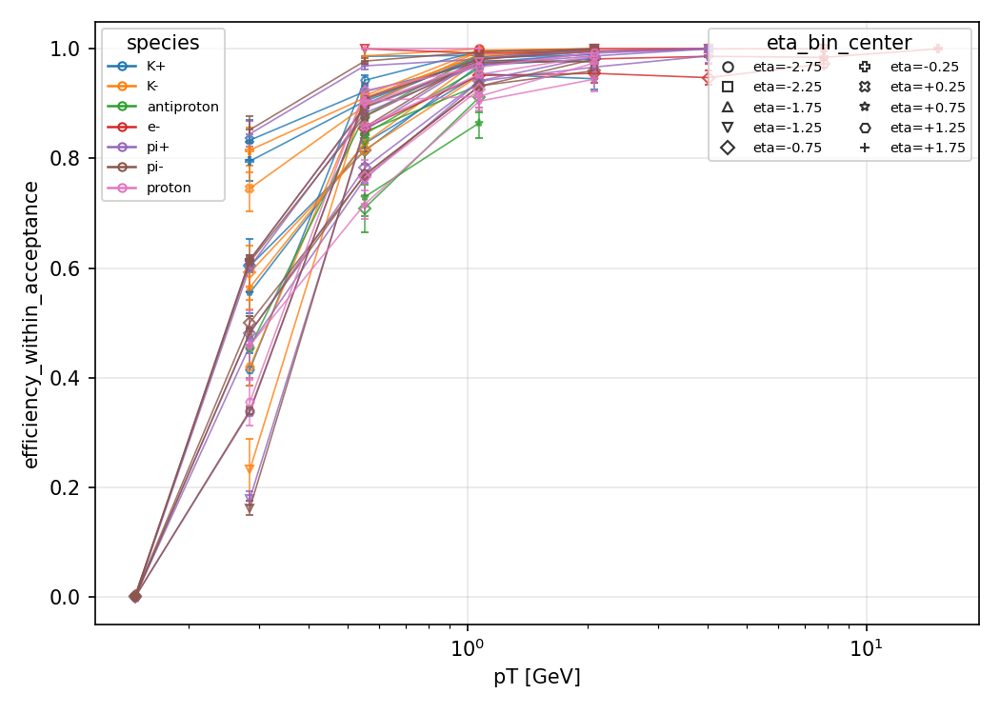 species
K+
K-
antiproton
e-
pi+
pi-
proton
eta_bin_center
eta=-2.75
eta=-2.25
eta=-1.75
eta=-1.25
eta=-0.75
eta=-0.25
eta=+0.25
eta=+0.75
eta=+1.25
eta=+1.75
efficiency_within_acceptance
1.0
0.8
0.6
0.4
0.2
0.0
10⁰
10¹
pT [GeV]